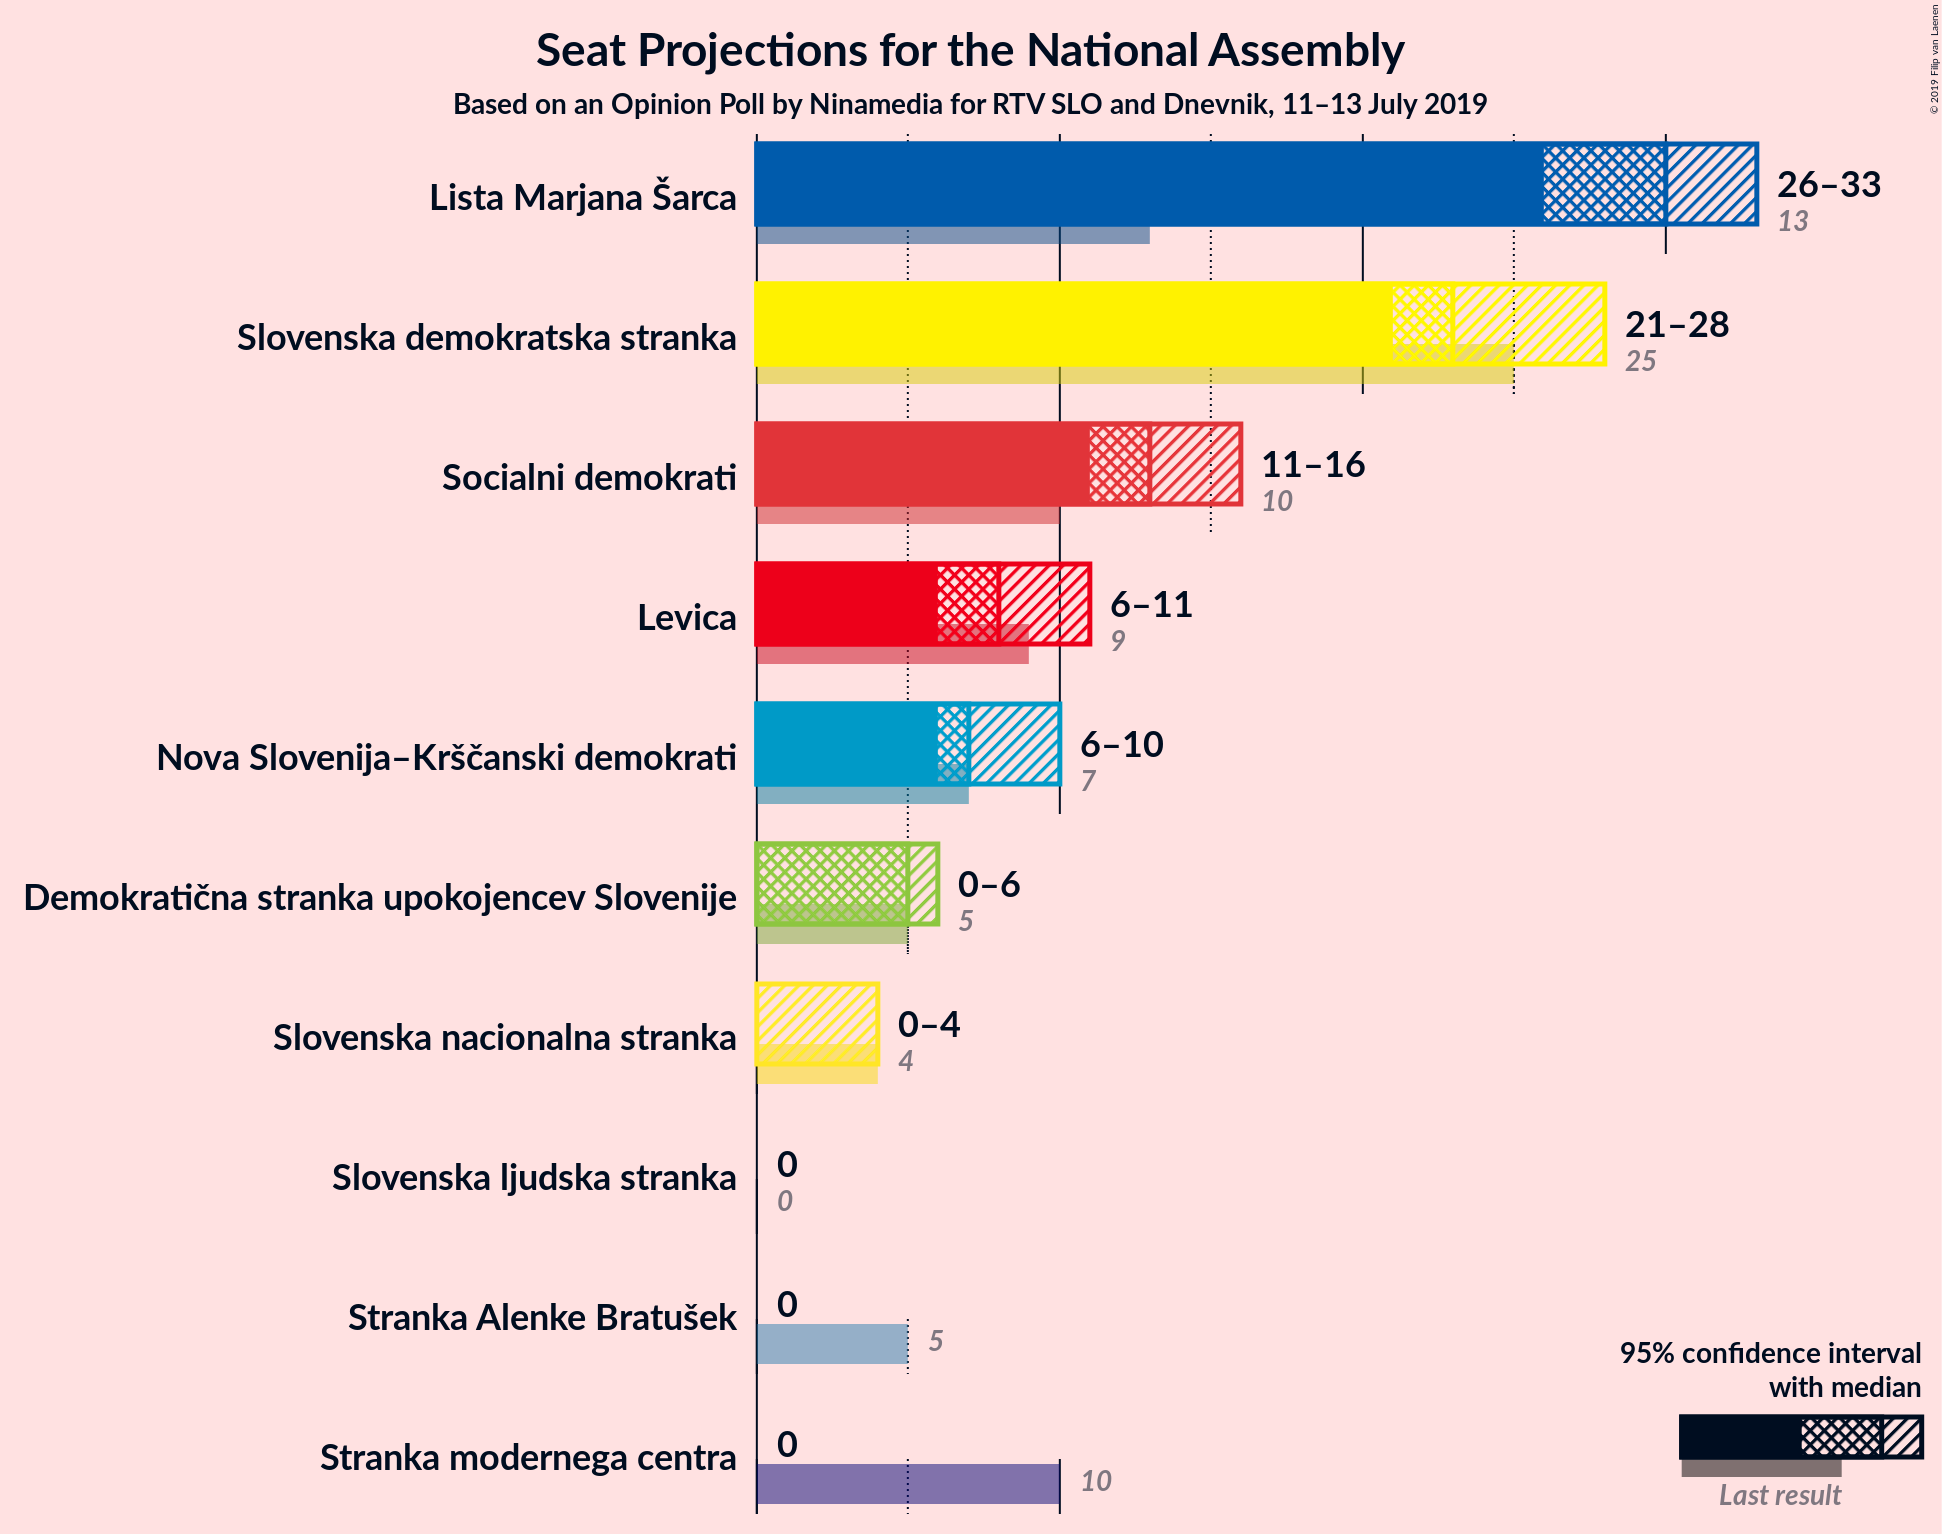 Seat Projections for the National Assembly
Based on an Opinion Poll by Ninamedia for RTV SLO and Dnevnik, 11–13 July 2019
© 2019 Filip van Laenen
Lista Marjana Šarca
26–33
13
Slovenska demokratska stranka
21–28
25
Socialni demokrati
11–16
10
Levica
6–11
9
Nova Slovenija–Krščanski demokrati
6–10
7
Demokratična stranka upokojencev Slovenije
0–6
5
Slovenska nacionalna stranka
0–4
4
Slovenska ljudska stranka
0
0
Stranka Alenke Bratušek
0
5
Stranka modernega centra
0
10
95% confidence interval
with median
Last result